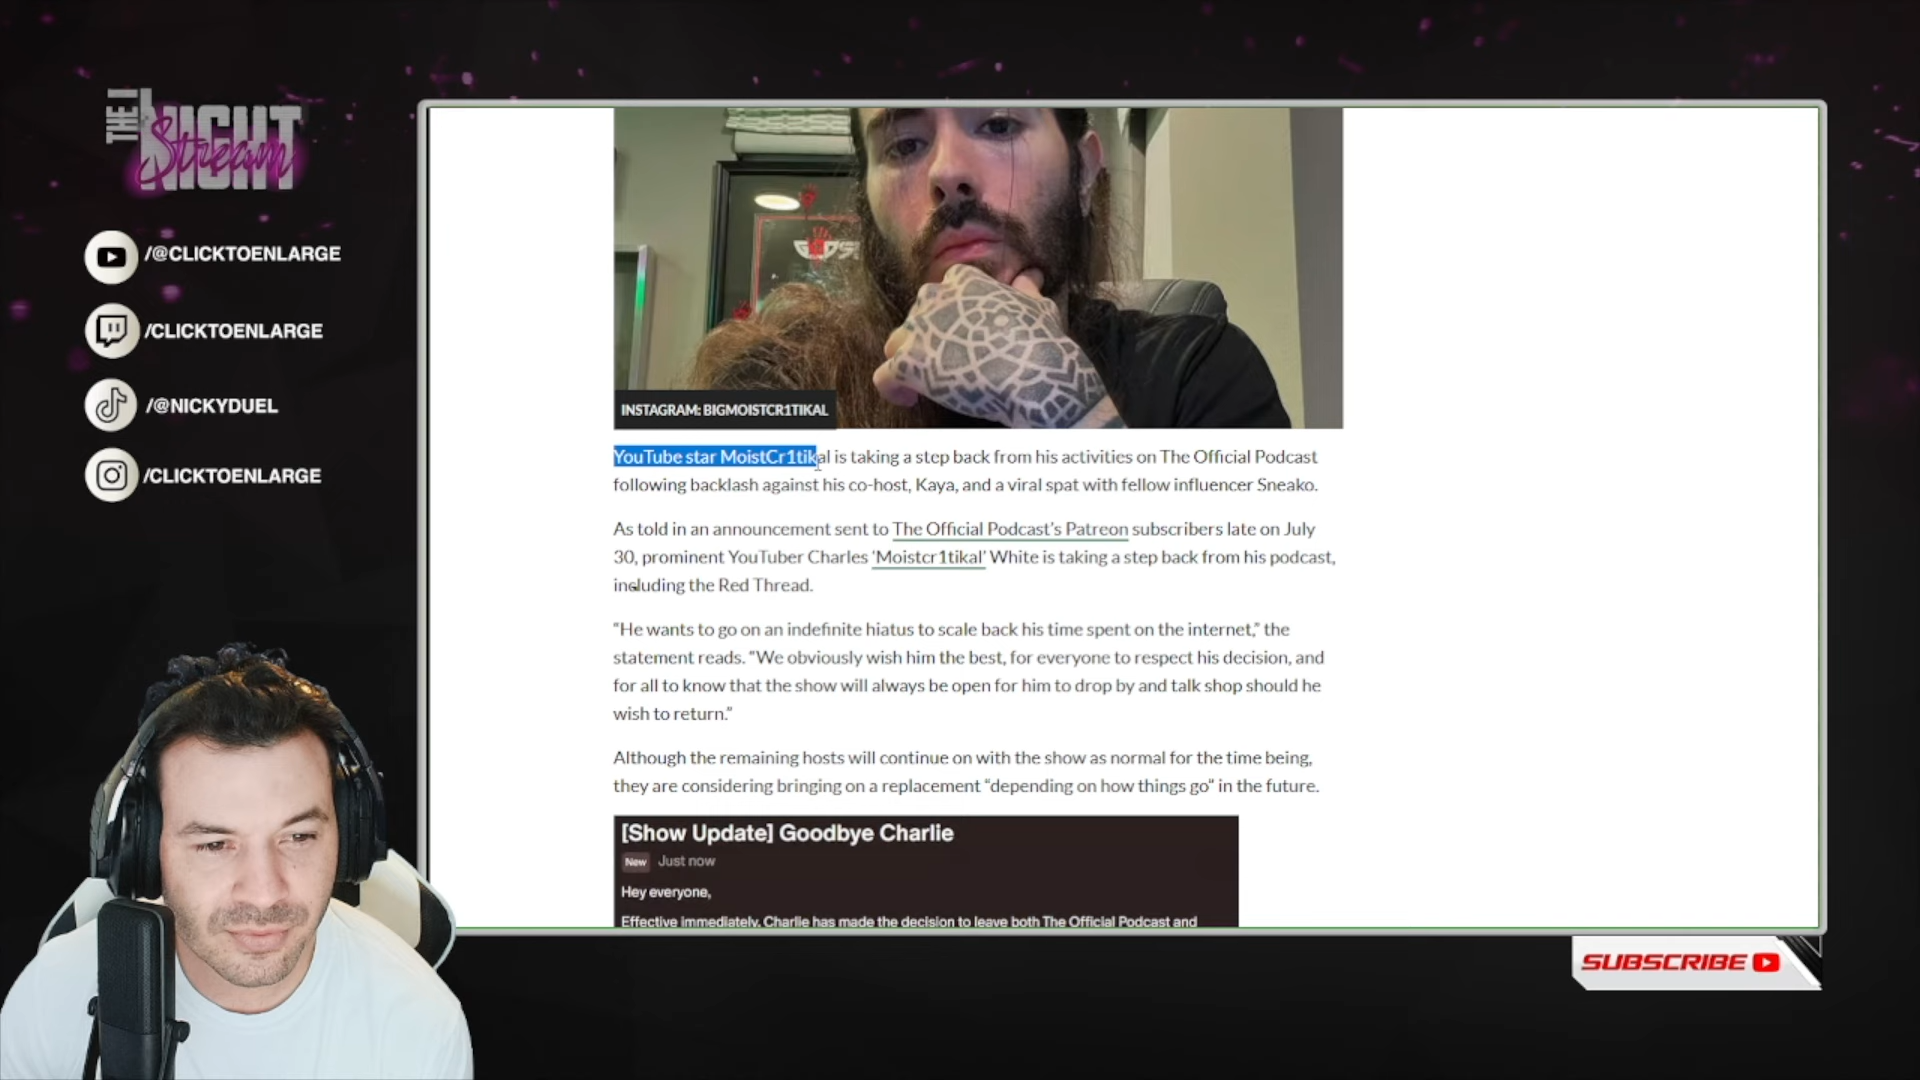 THE
NIGHT
Stream
/@CLICKTOENLARGE
/CLICKTOENLARGE
/@NICKYDUEL
/CLICKTOENLARGE
INSTAGRAM: BIGMOISTCR1TIKAL
YouTube star MoistCr1tikal is taking a step back from his activities on The Official Podcast
following backlash against his co-host, Kaya, and a viral spat with fellow influencer Sneako.
As told in an announcement sent to The Official Podcast’s Patreon subscribers late on July
30, prominent YouTuber Charles ‘Moistcr1tikal’ White is taking a step back from his podcast,
including the Red Thread.
“He wants to go on an indefinite hiatus to scale back his time spent on the internet,” the
statement reads. “We obviously wish him the best, for everyone to respect his decision, and
for all to know that the show will always be open for him to drop by and talk shop should he
wish to return.”
Although the remaining hosts will continue on with the show as normal for the time being,
they are considering bringing on a replacement “depending on how things go” in the future.
[Show Update] Goodbye Charlie
New Just now
Hey everyone,
Effective immediately, Charlie has made the decision to leave both The Official Podcast and
SUBSCRIBE